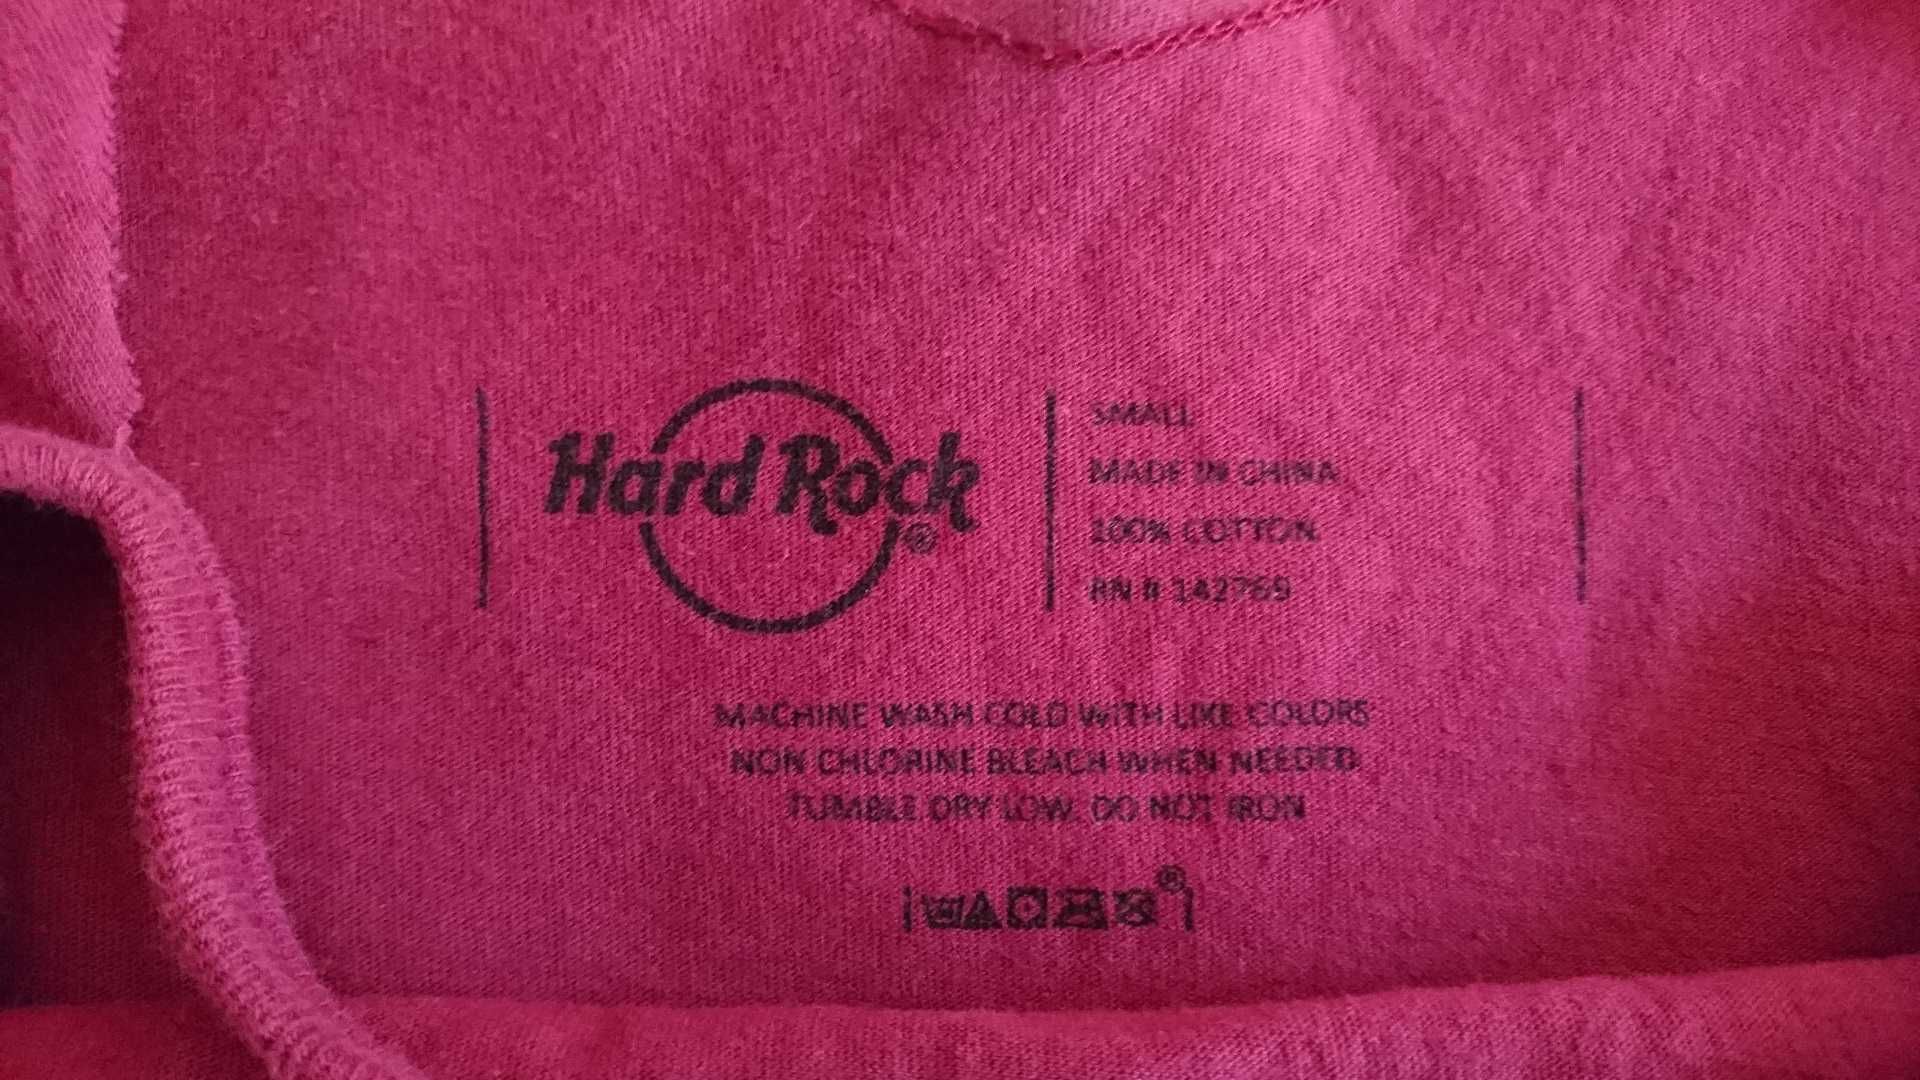 Hard Rock®
SMALL
MADE IN CHINA
100% COTTON
RN # 142769
MACHINE WASH COLD WITH LIKE COLORS
NON CHLORINE BLEACH WHEN NEEDED
TUMBLE DRY LOW. DO NOT IRON
®